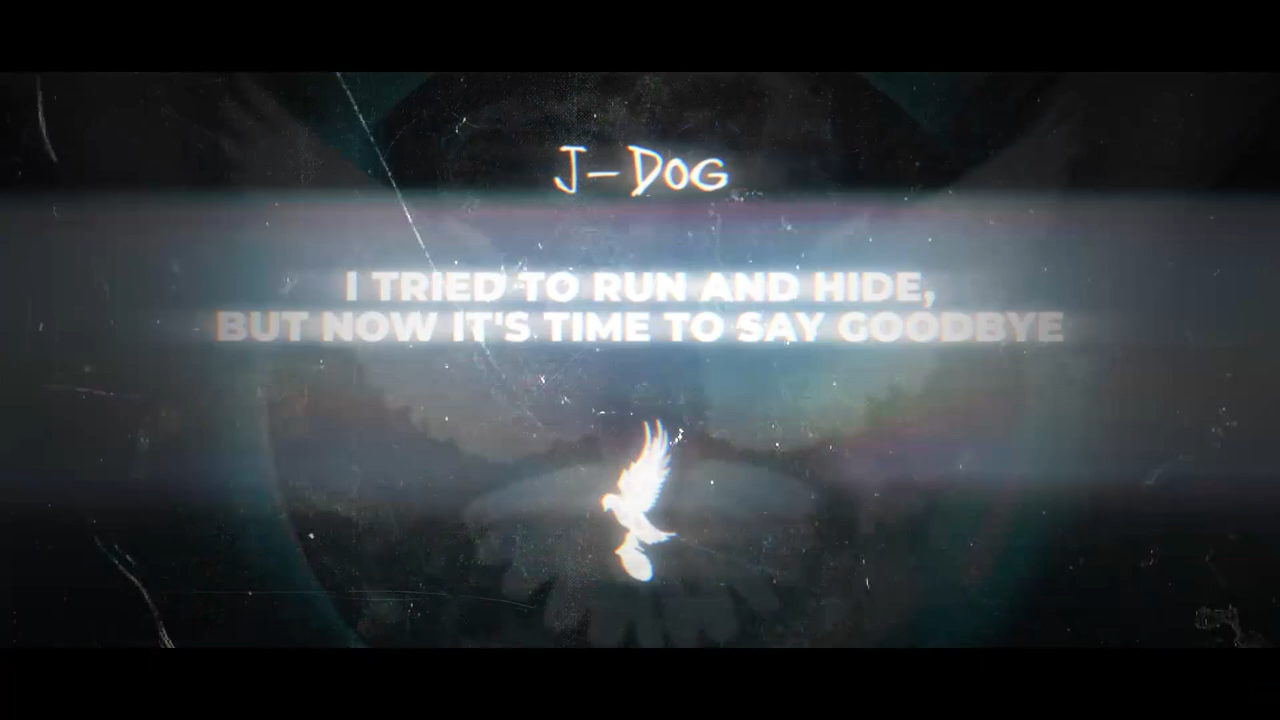 J-Dog
I TRIED TO RUN AND HIDE,
BUT NOW IT'S TIME TO SAY GOODBYE